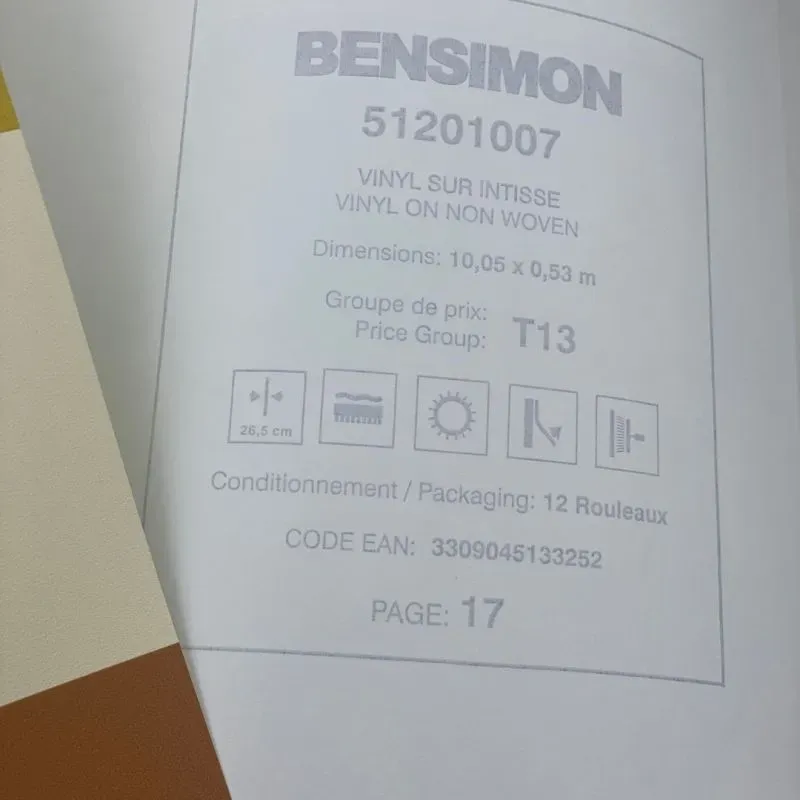 BENSIMON
51201007
VINYL SUR INTISSE
VINYL ON NON WOVEN
Dimensions: 10,05 x 0,53 m
Groupe de prix:
Price Group: T13
26,5 cm
Conditionnement / Packaging: 12 Rouleaux
CODE EAN: 3309045133252
PAGE: 17